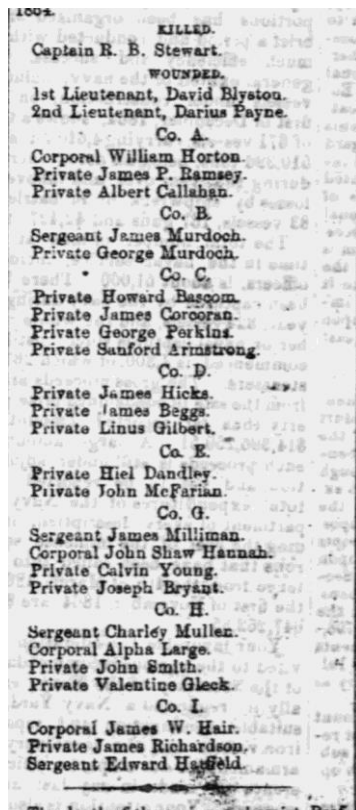 1864.
KILLED.
Captain R. B. Stewart.
WOUNDED.
1st Lieutenant, David Blyston.
2nd Lieutenant, Darius Payne.
Co. A.
Corporal William Horton.
Private James P. Ramsey.
Private Albert Callahan.
Co. B.
Sergeant James Murdoch.
Private George Murdoch.
Co. C.
Private Howard Bascom.
Private James Corcoran.
Private George Perkins.
Private Sanford Armstrong.
Co. D.
Private James Hicks.
Private James Beggs.
Private Linus Gilbert.
Co. E.
Private Hiel Dandley.
Private John McFarian.
Co. G.
Sergeant James Milliman.
Corporal John Shaw Hannah.
Private Calvin Young.
Private Joseph Bryant.
Co. H.
Sergeant Charley Mullen.
Corporal Alpha Large.
Private John Smith.
Private Valentine Gleck.
Co. I.
Corporal James W. Hair.
Private James Richardson.
Sergeant Edward Hatfield.